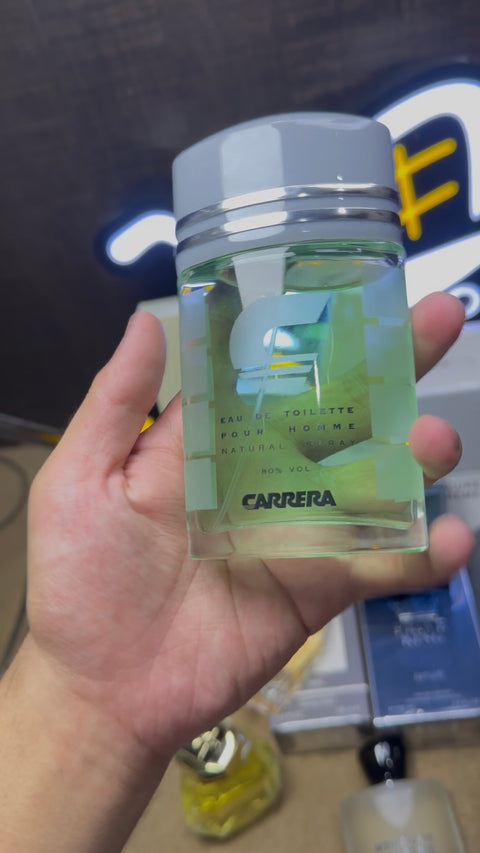 EAU DE TOILETTE
POUR HOMME
NATURAL SPRAY
80% VOL
CARRERA